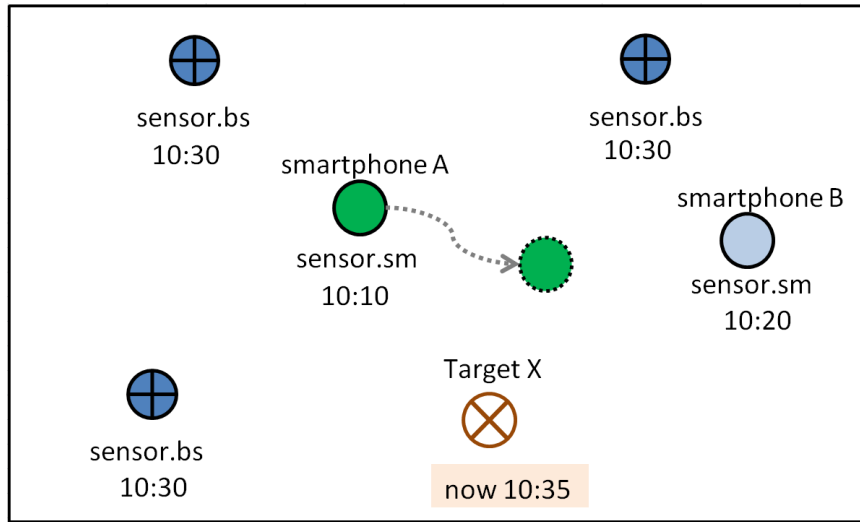 sensor.bs
10:30
sensor.bs
10:30
smartphone A
sensor.sm
10:10
smartphone B
sensor.sm
10:20
Target X
sensor.bs
10:30
now 10:35